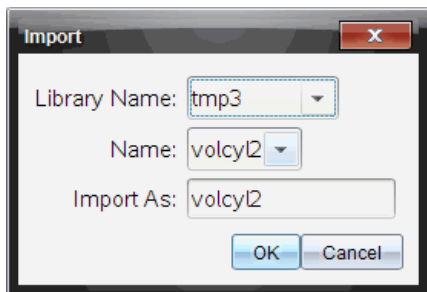 Import
Library Name: tmp3
Name: volcyl2
Import As: volcyl2
OK Cancel